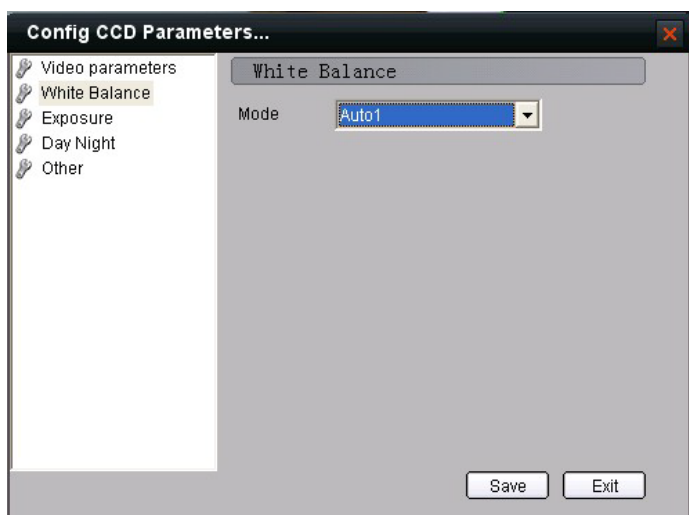 Config CCD Parameters...
Video parameters
White Balance
Exposure
Day Night
Other
White Balance
Mode Auto1
Save Exit